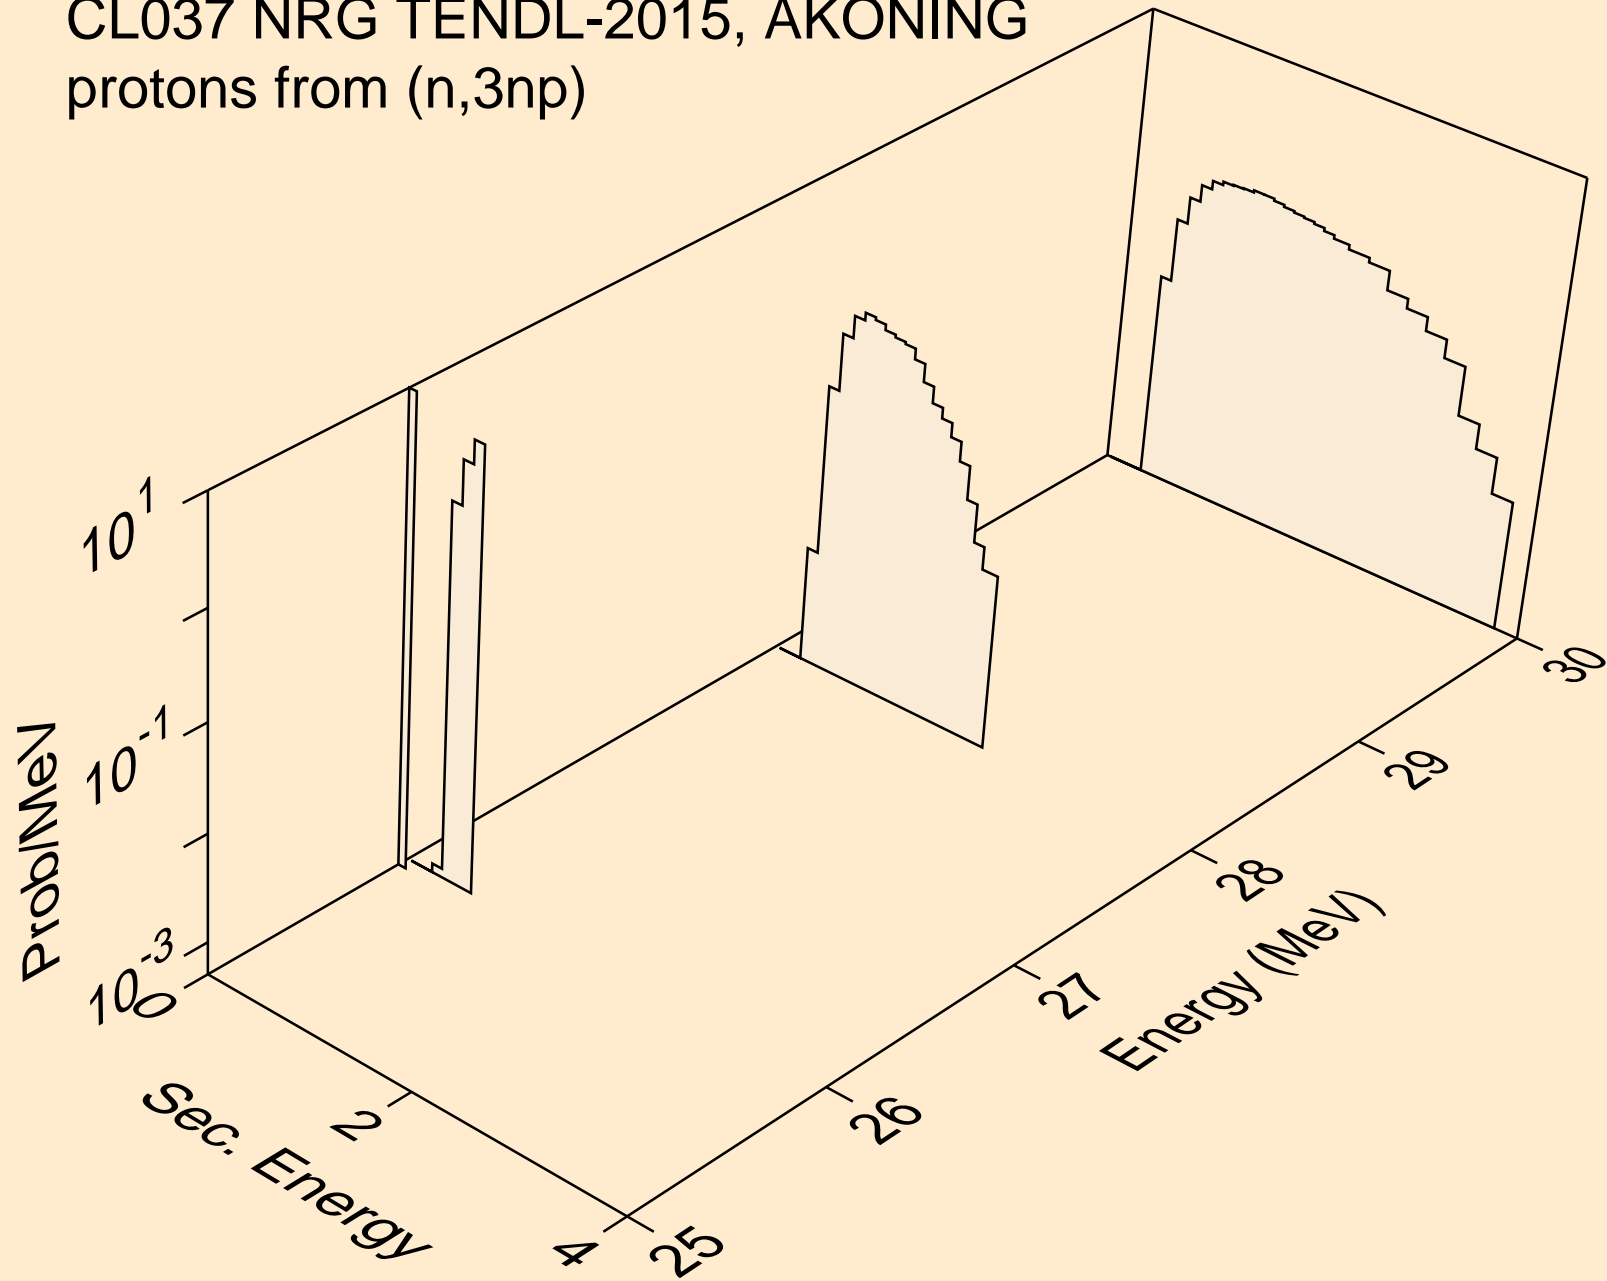 CL037 NRG TENDL-2015, AKONING
protons from (n,3np)
10^1
10^-1
10^-3
Prob/MeV
0
2
4
Sec. Energy
25
26
27
28
29
30
Energy (MeV)